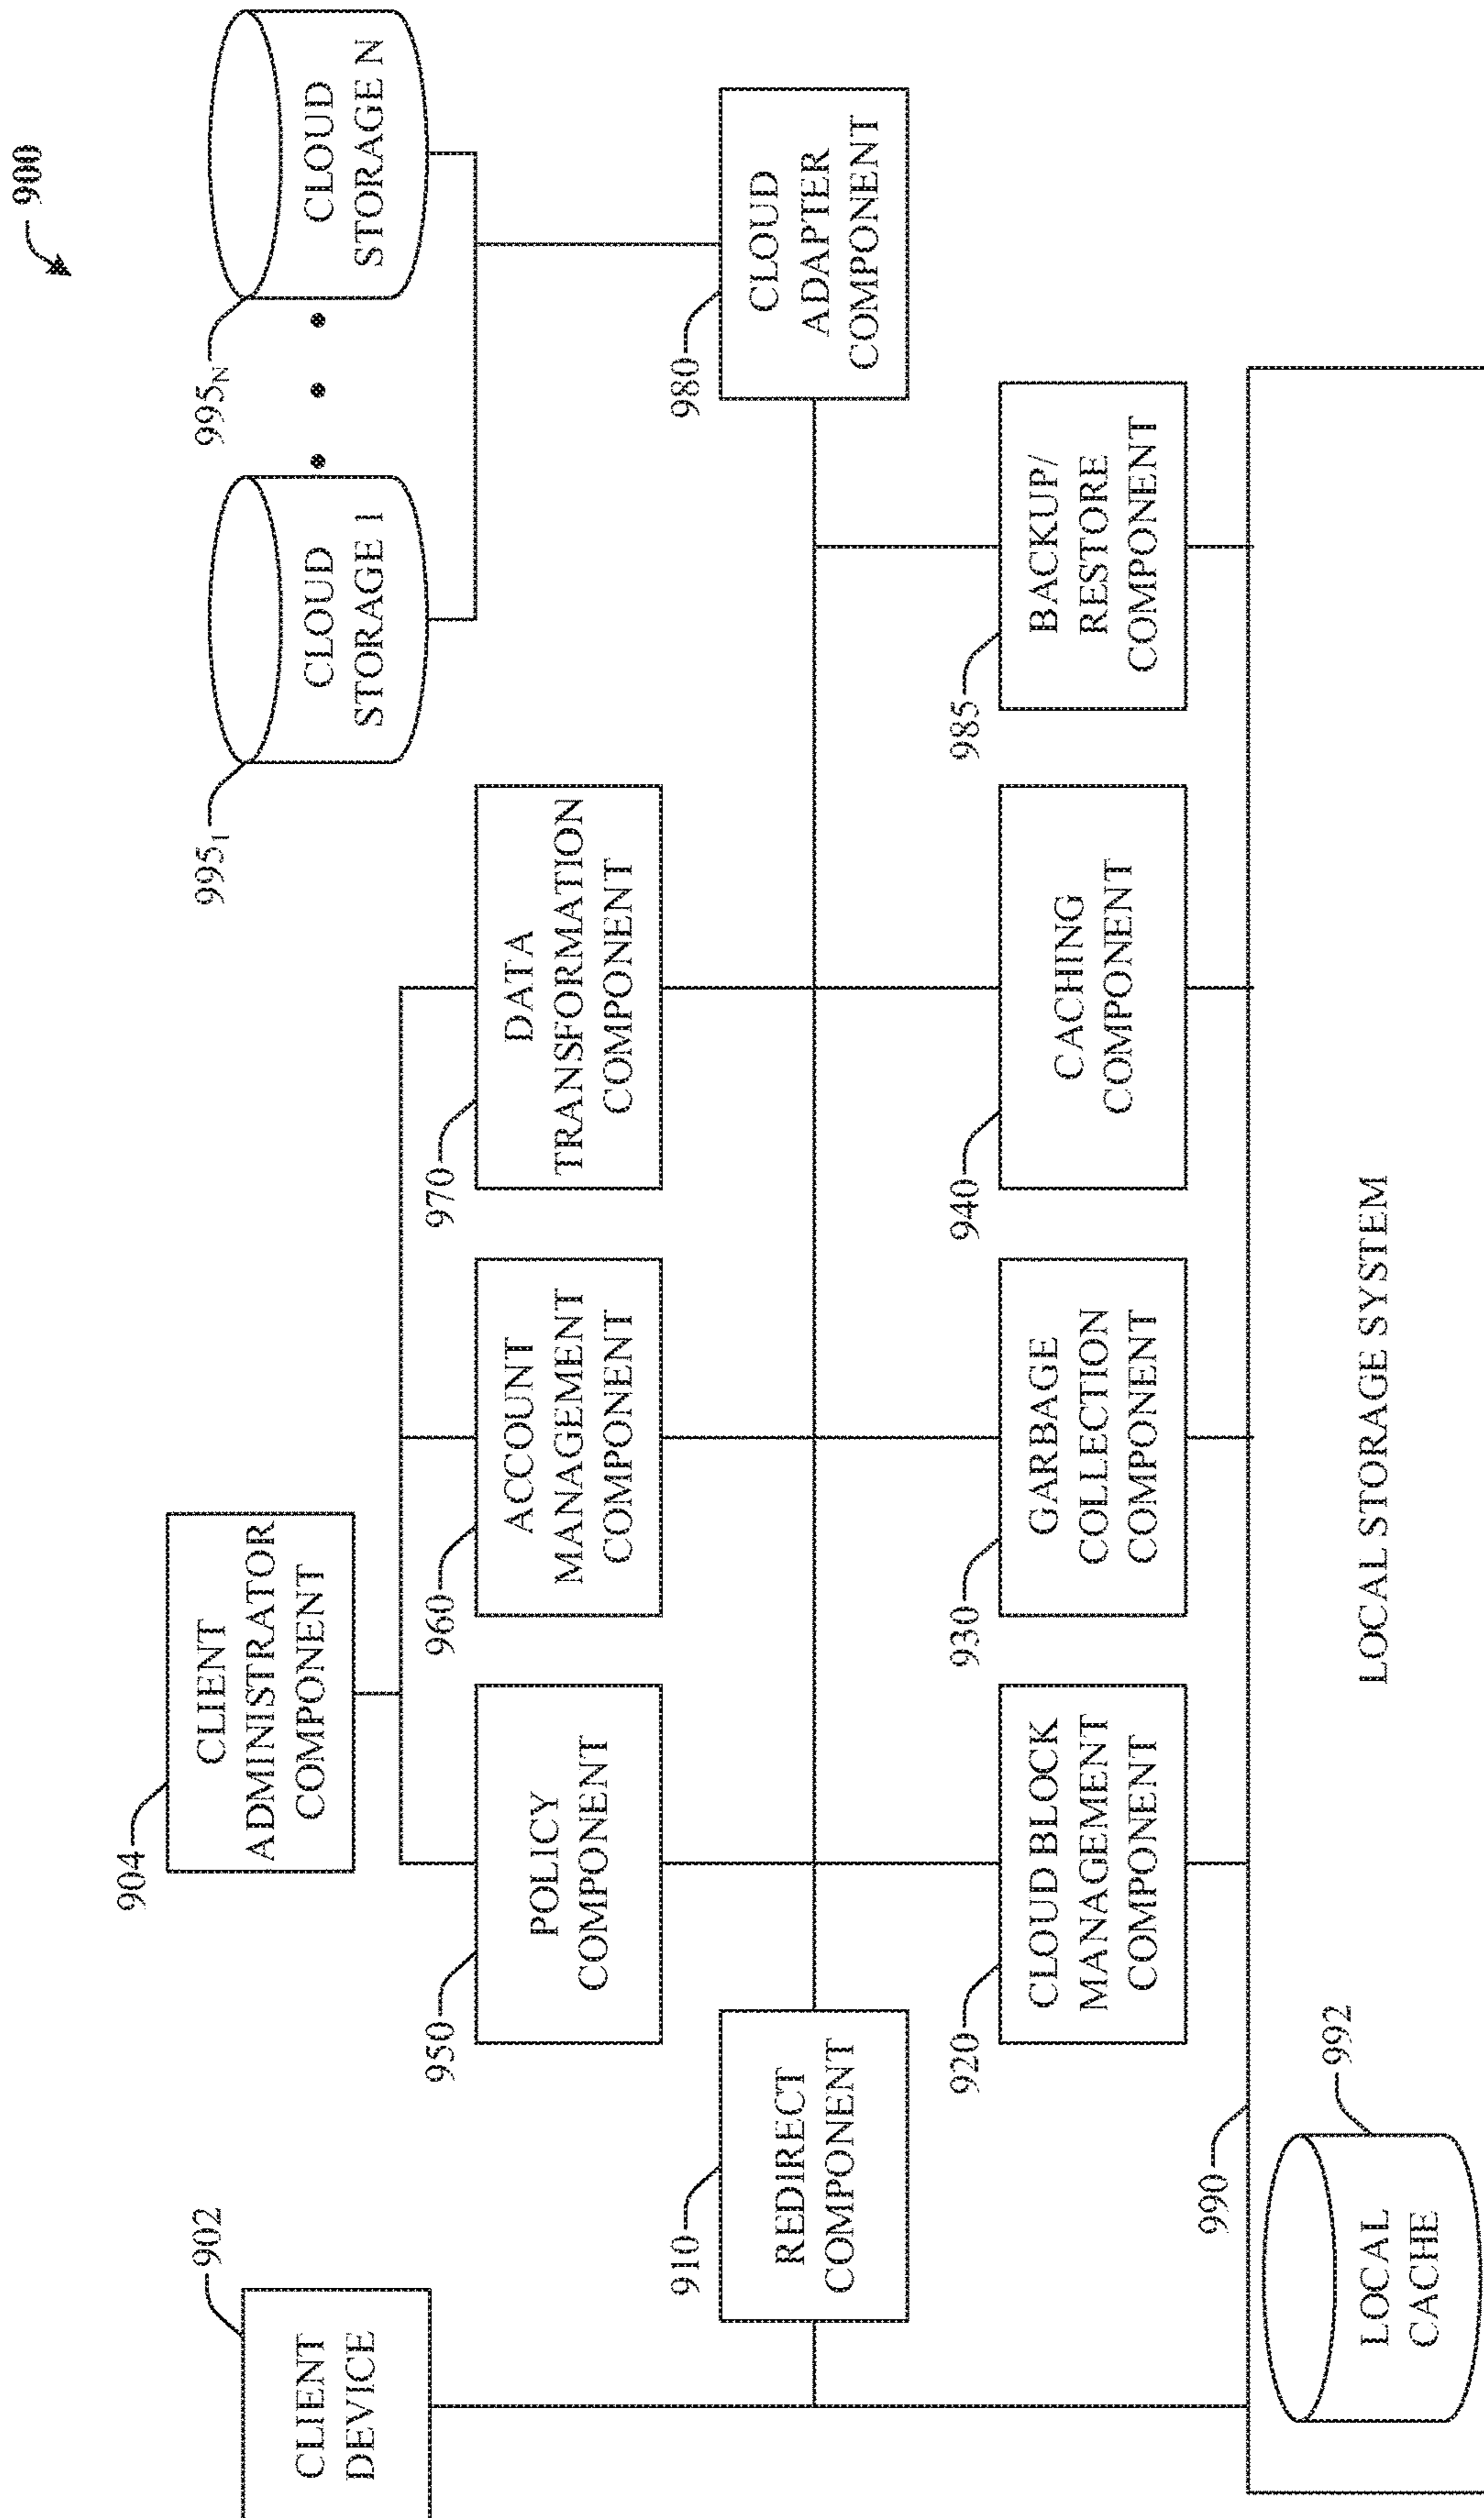 900
902
CLIENT
DEVICE
904
CLIENT
ADMINISTRATOR
COMPONENT
995₁
CLOUD
STORAGE 1
995N
CLOUD
STORAGE N
950
POLICY
COMPONENT
960
ACCOUNT
MANAGEMENT
COMPONENT
970
DATA
TRANSFORMATION
COMPONENT
910
REDIRECT
COMPONENT
980
CLOUD
ADAPTER
COMPONENT
920
CLOUD BLOCK
MANAGEMENT
COMPONENT
930
GARBAGE
COLLECTION
COMPONENT
940
CACHING
COMPONENT
985
BACKUP/
RESTORE
COMPONENT
990
992
LOCAL
CACHE
LOCAL STORAGE SYSTEM